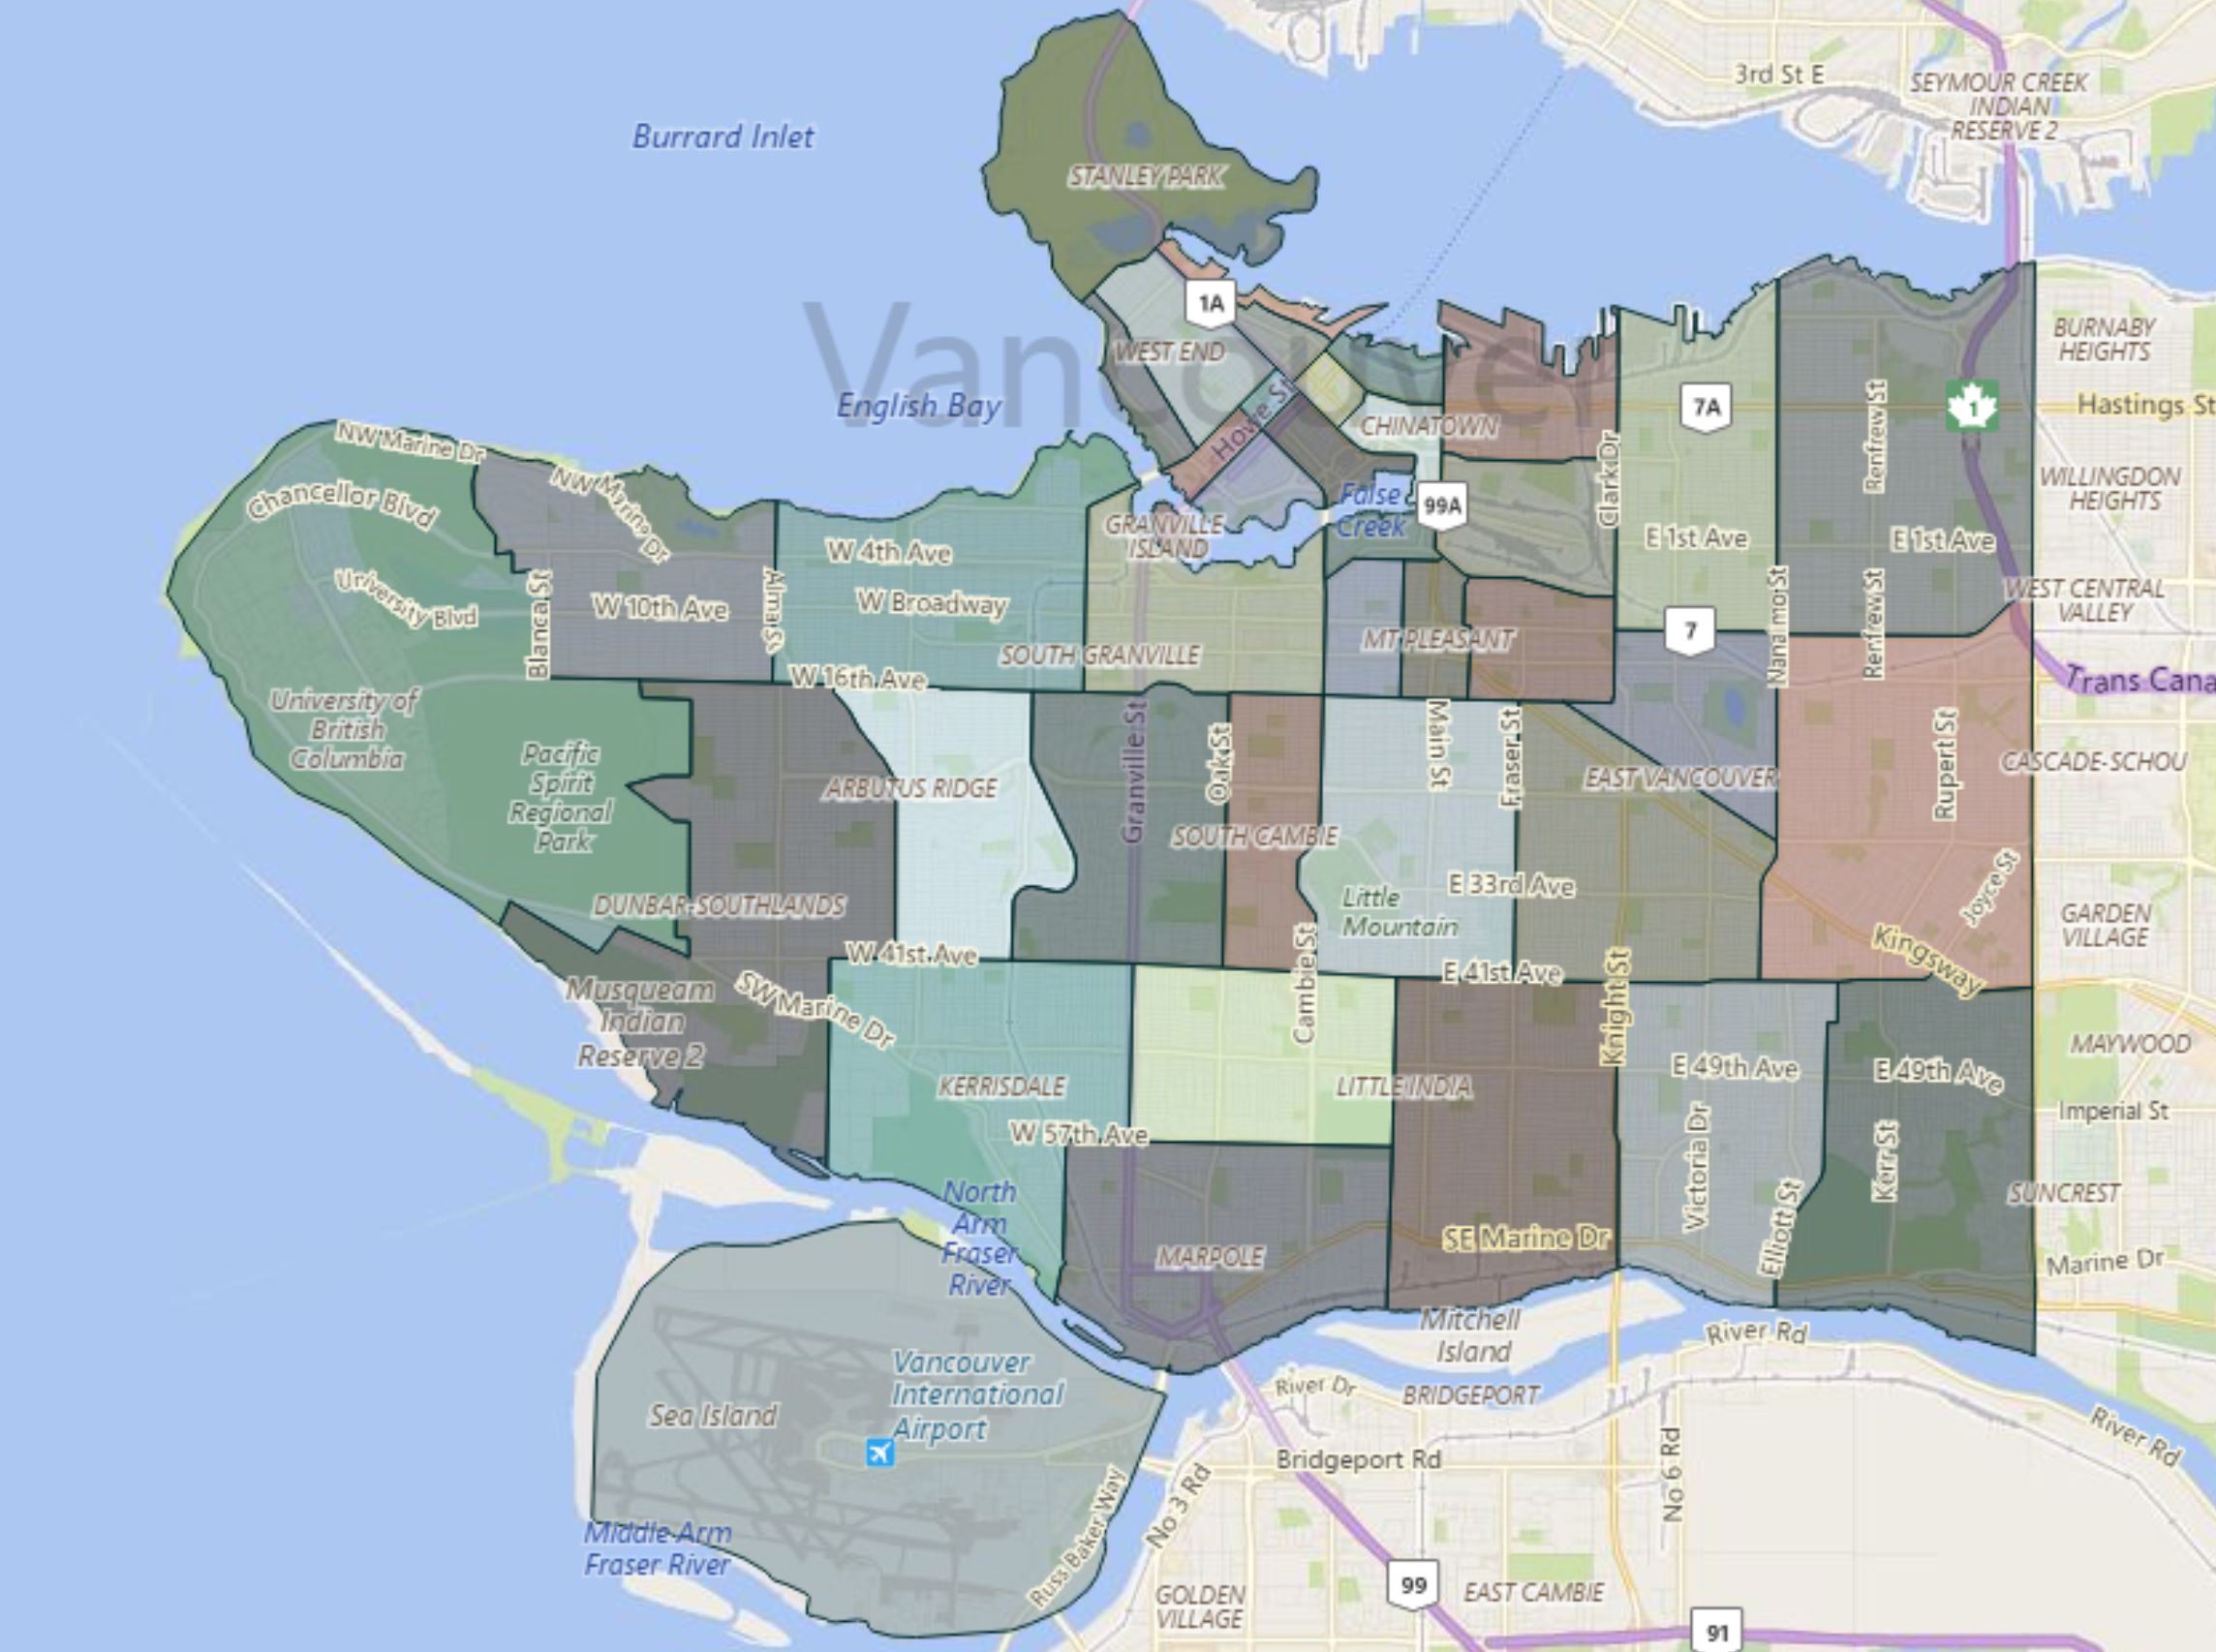 3rd St E
SEYMOUR CREEK
INDIAN
RESERVE 2
Burrard Inlet
STANLEY PARK
Vancouver
1A
WEST END
BURNABY
HEIGHTS
English Bay
Howe St
CHINATOWN
7A
Renfrew St
1
Hastings St
NW Marine Dr
Chancellor Blvd
NW Marine Dr
False
Creek
99A
Clark Dr
WILLINGDON
HEIGHTS
GRANVILLE
ISLAND
W 4th Ave
E 1st Ave
E 1st Ave
University Blvd
Blanca St
W 10th Ave
Alma St
W Broadway
Nanaimo St
Renfrew St
WEST CENTRAL
VALLEY
SOUTH GRANVILLE
MT PLEASANT
7
W 16th Ave
Trans Cana
University of
British
Columbia
Pacific
Spirit
Regional
Park
Granville St
Oak St
Main St
Fraser St
Rupert St
ARBUTUS RIDGE
EAST VANCOUVER
CASCADE-SCHOU
SOUTH CAMBIE
DUNBAR-SOUTHLANDS
Little
Mountain
E 33rd Ave
Joyce St
GARDEN
VILLAGE
W 41st Ave
Cambie St
E 41st Ave
Knight St
Kingsway
Musqueam
Indian
Reserve 2
SW Marine Dr
MAYWOOD
KERRISDALE
LITTLE INDIA
E 49th Ave
E 49th Ave
W 57th Ave
Victoria Dr
Kerr St
Imperial St
North
Arm
Fraser
River
MARPOLE
SE Marine Dr
Elliott St
SUNCREST
Marine Dr
Mitchell
Island
River Rd
Vancouver
International
Airport
Sea Island
River Dr
BRIDGEPORT
River Rd
Bridgeport Rd
No 3 Rd
No 6 Rd
Russ Baker Way
Middle Arm
Fraser River
99
GOLDEN
VILLAGE
EAST CAMBIE
91